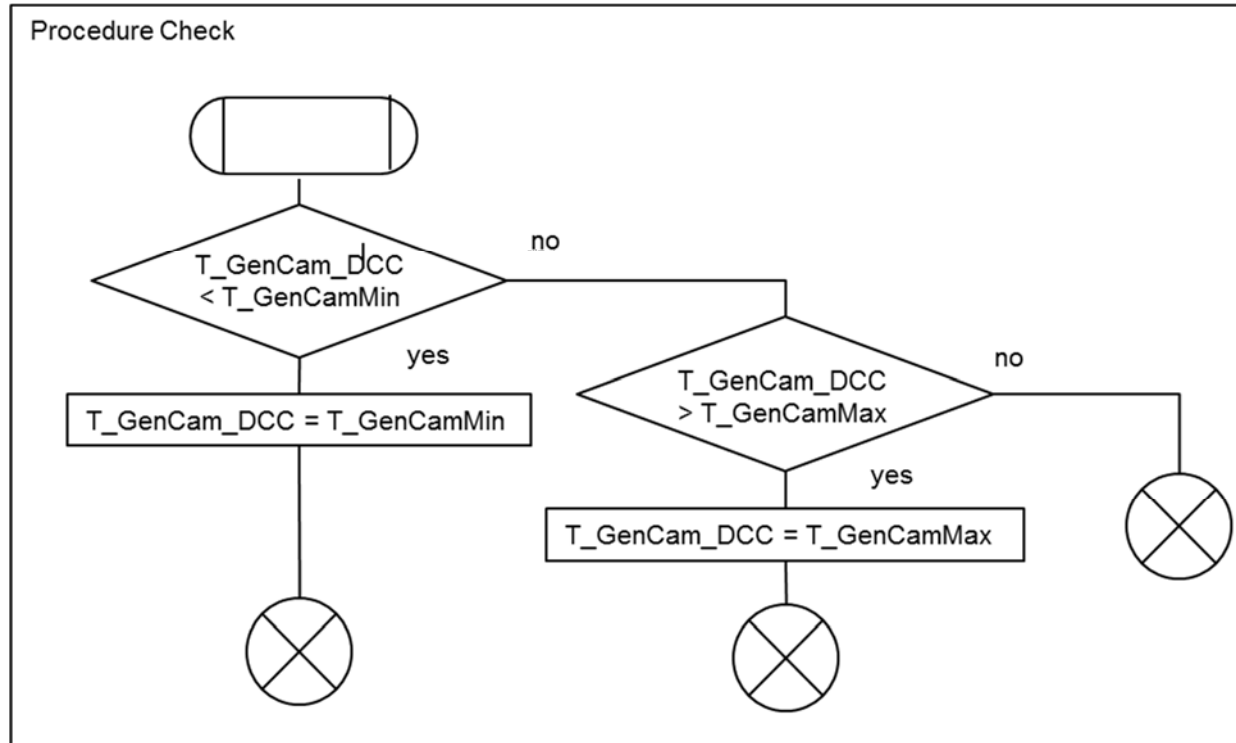 Procedure Check
T_GenCam_DCC
< T_GenCamMin
no
yes
T_GenCam_DCC = T_GenCamMin
T_GenCam_DCC
> T_GenCamMax
no
yes
T_GenCam_DCC = T_GenCamMax